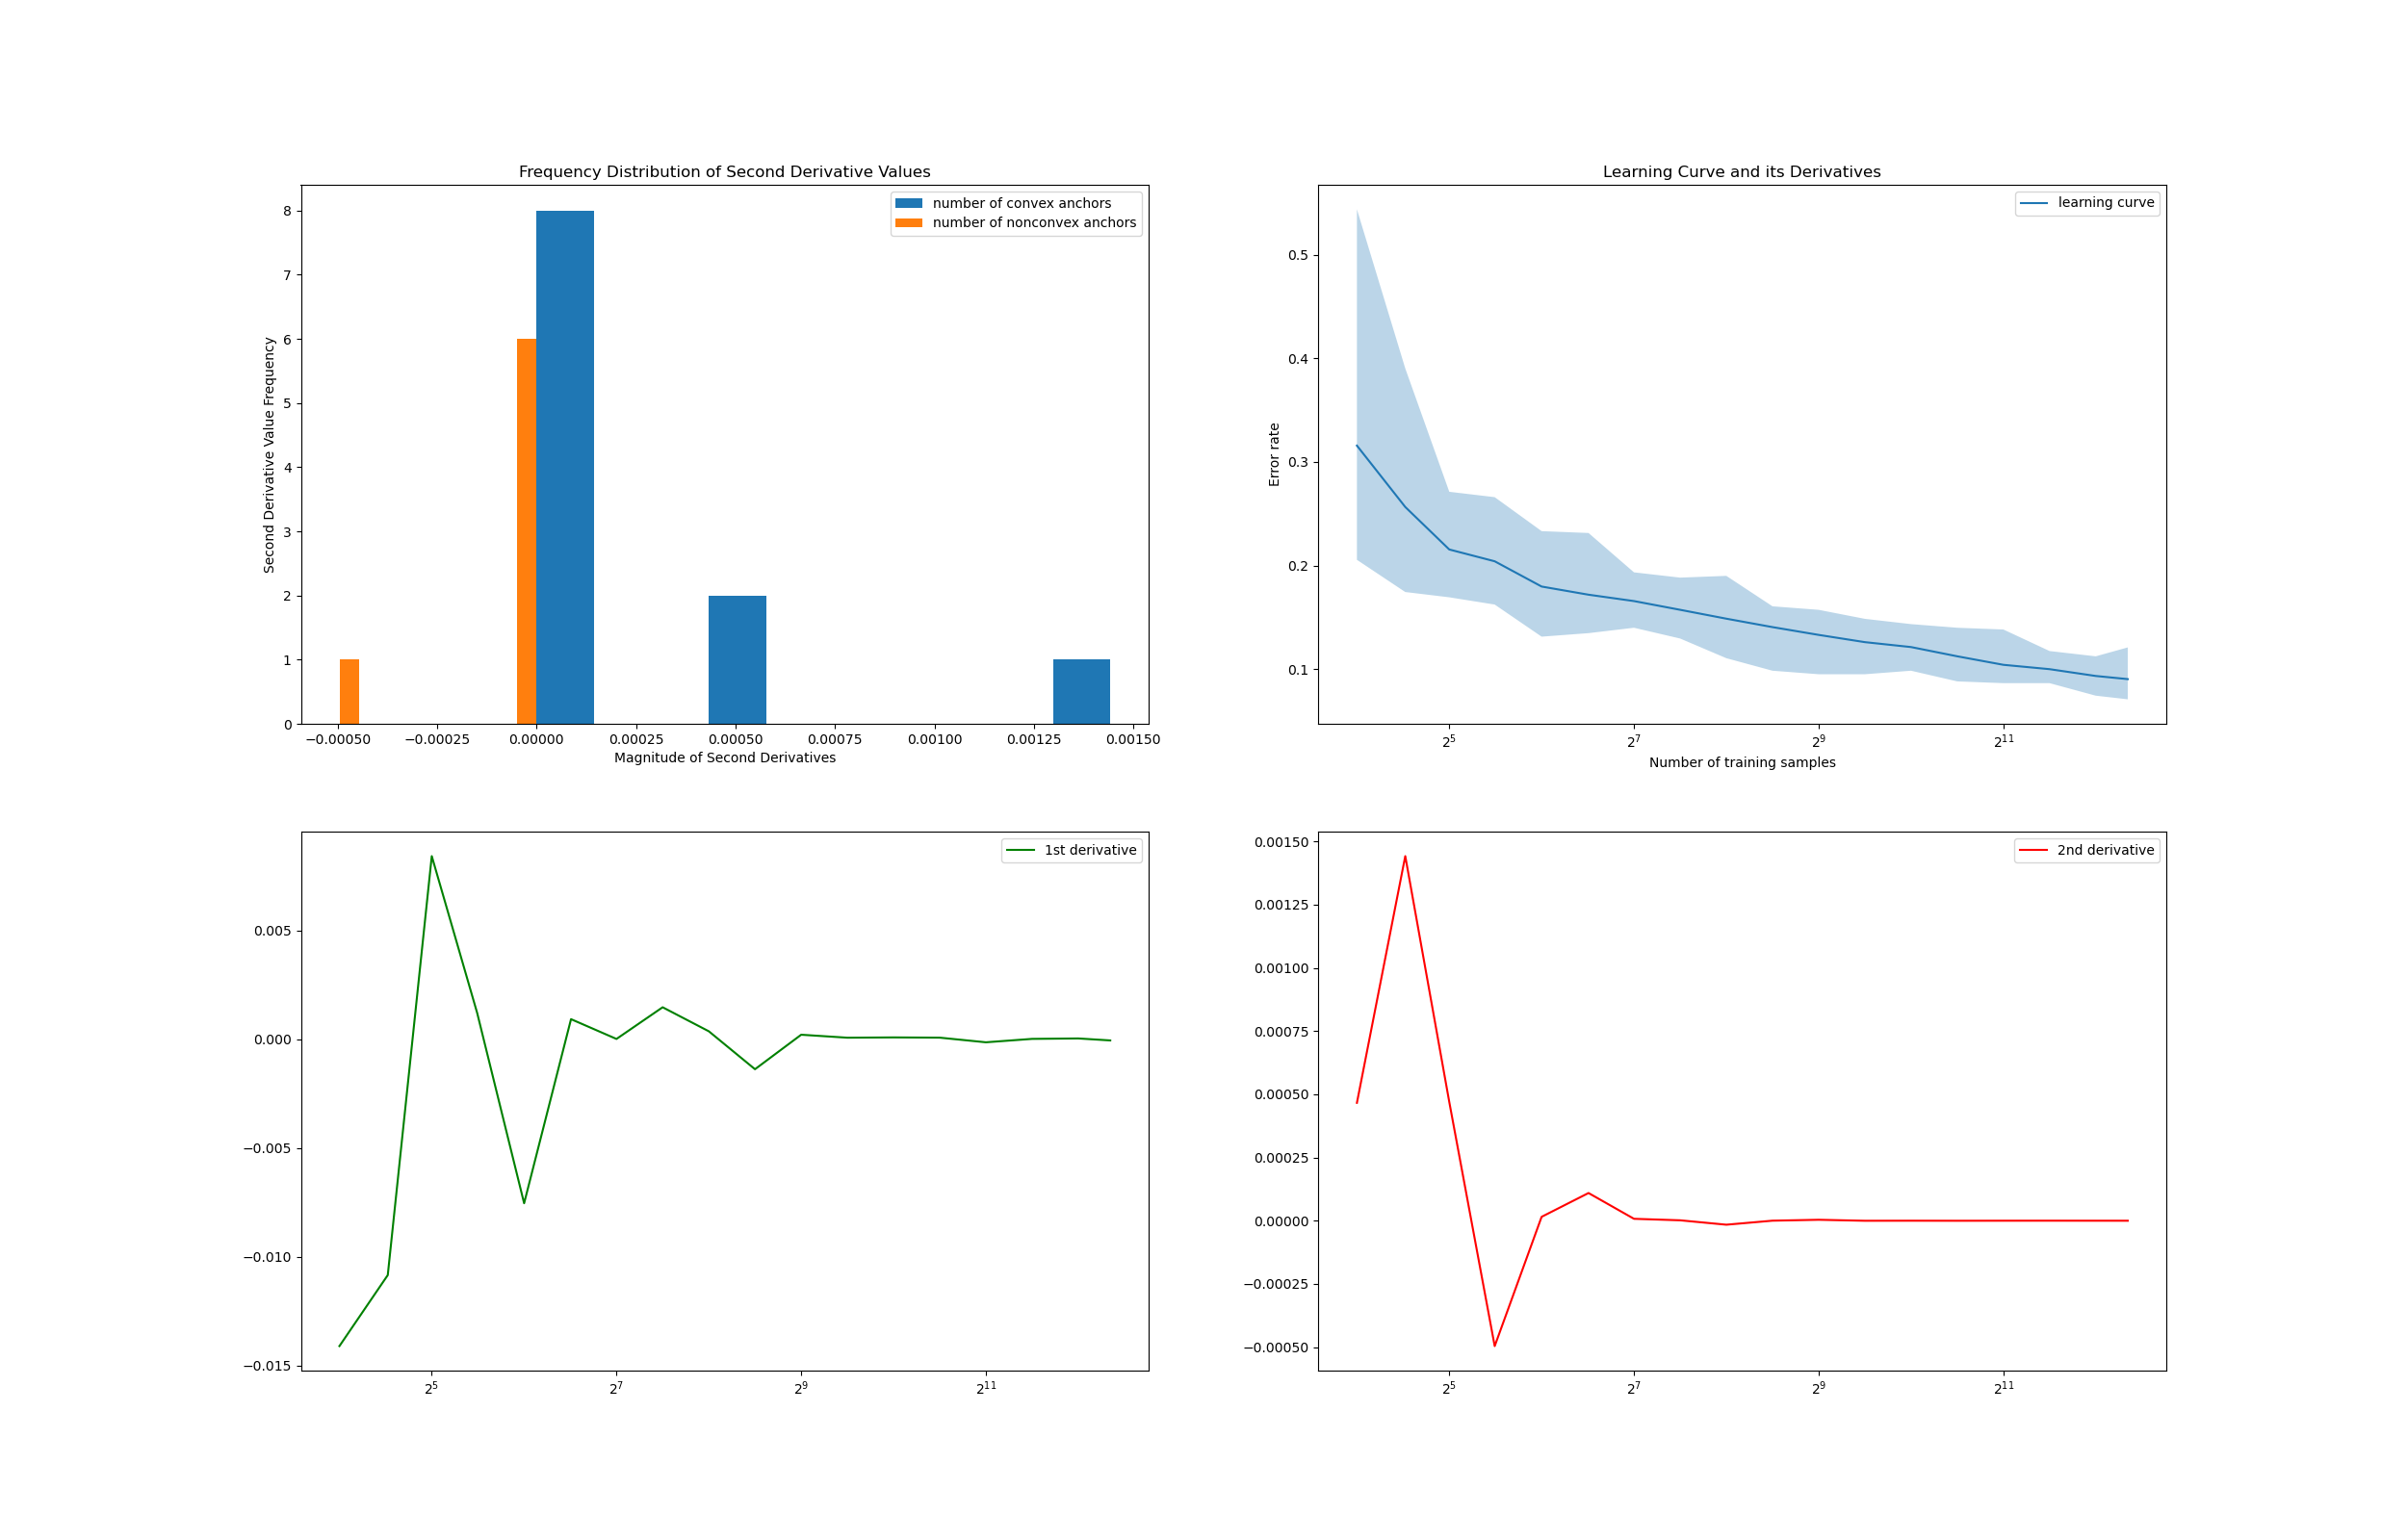 Frequency Distribution of Second Derivative Values
number of convex anchors
number of nonconvex anchors
Second Derivative Value Frequency
8
7
6
5
4
3
2
1
0
−0.00050 −0.00025 0.00000 0.00025 0.00050 0.00075 0.00100 0.00125 0.00150
Magnitude of Second Derivatives
Learning Curve and its Derivatives
learning curve
Error rate
0.5
0.4
0.3
0.2
0.1
2^5 2^7 2^9 2^11
Number of training samples
1st derivative
0.005
0.000
−0.005
−0.010
−0.015
2^5 2^7 2^9 2^11
2nd derivative
0.00150
0.00125
0.00100
0.00075
0.00050
0.00025
0.00000
−0.00025
−0.00050
2^5 2^7 2^9 2^11